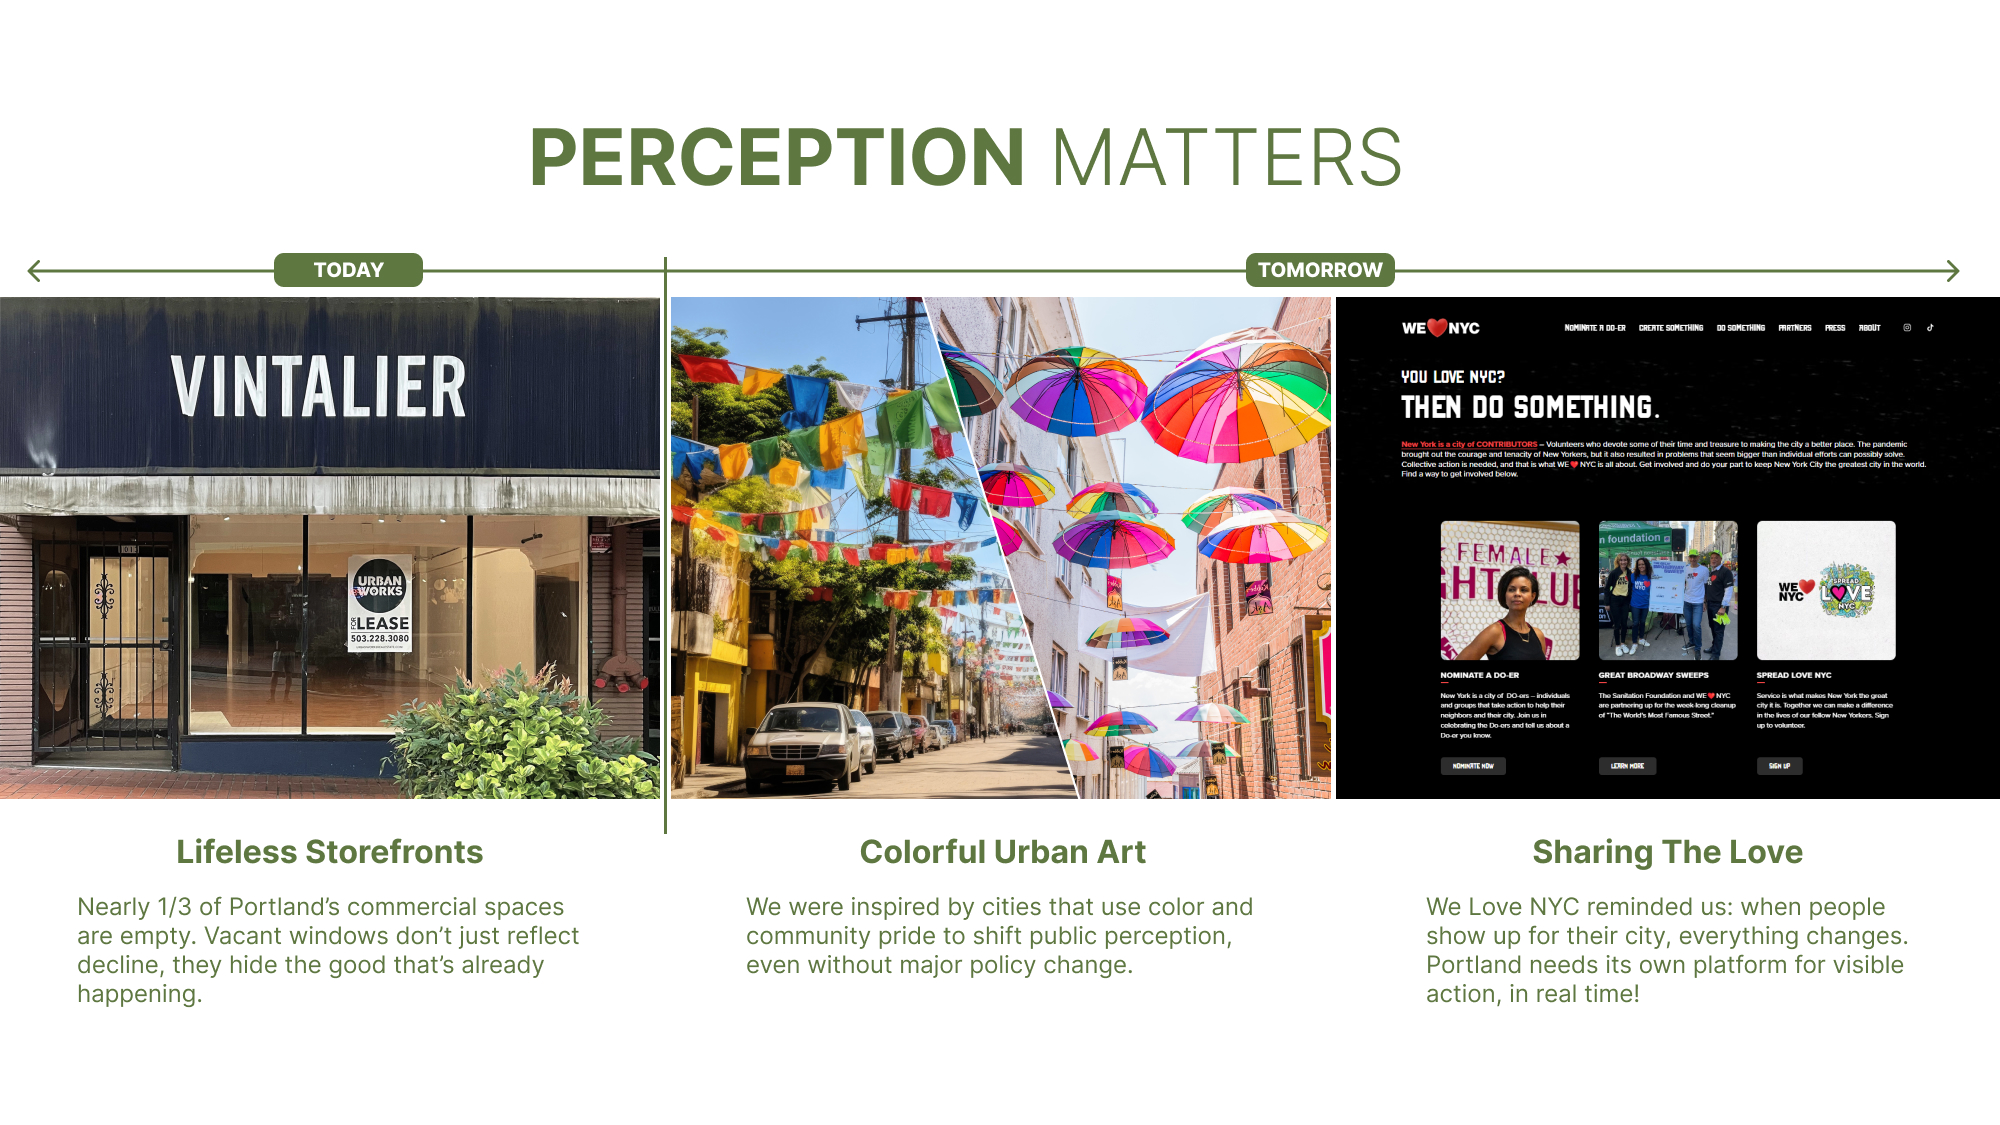 PERCEPTION MATTERS
TODAY
TOMORROW
VINTALIER
1013
URBAN
WORKS
FOR
LEASE
503.228.3080
WE❤NYC
NOMINATE A DO-ER CREATE SOMETHING DO SOMETHING PARTNERS PRESS ABOUT
YOU LOVE NYC?
THEN DO SOMETHING.
New York is a city of CONTRIBUTORS – Volunteers who devote some of their time and treasure to making the city a better place. The pandemic
brought out the courage and tenacity of New Yorkers, but it also resulted in problems that seem bigger than individual efforts can possibly solve.
Collective action is needed, and that is what WE ❤ NYC is all about. Get involved and do your part to keep New York City the greatest city in the world.
Find a way to get involved below.
FEMALE★
n foundation
WE❤
NYC
SPREAD
LOVE
NYC
NOMINATE A DO-ER
New York is a city of DO-ers – individuals
and groups that take action to help their
neighbors and their city. Join us in
celebrating the Do-ers and tell us about a
Do-er you know.
NOMINATE NOW
GREAT BROADWAY SWEEPS
The Sanitation Foundation and WE ❤ NYC
are partnering up for the week-long cleanup
of "The World's Most Famous Street."
LEARN MORE
SPREAD LOVE NYC
Service is what makes New York the great
city it is. Together we can make a difference
in the lives of our fellow New Yorkers. Sign
up to volunteer.
SIGN UP
Lifeless Storefronts
Nearly 1/3 of Portland’s commercial spaces
are empty. Vacant windows don’t just reflect
decline, they hide the good that’s already
happening.
Colorful Urban Art
We were inspired by cities that use color and
community pride to shift public perception,
even without major policy change.
Sharing The Love
We Love NYC reminded us: when people
show up for their city, everything changes.
Portland needs its own platform for visible
action, in real time!